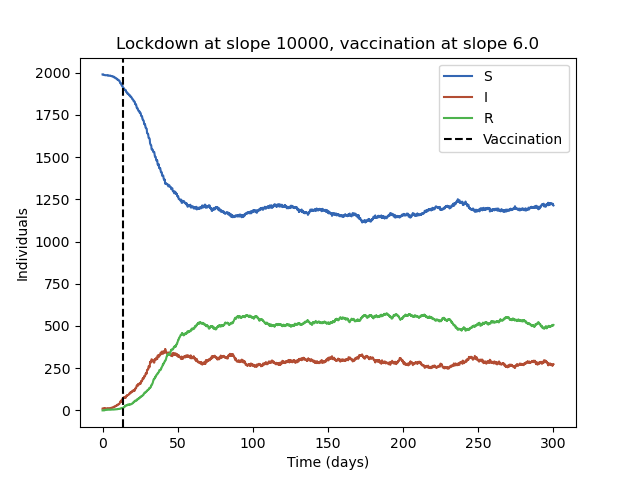 Lockdown at slope 10000, vaccination at slope 6.0
2000
1750
1500
1250
1000
750
500
250
0
Individuals
S
I
R
Vaccination
0 50 100 150 200 250 300
Time (days)